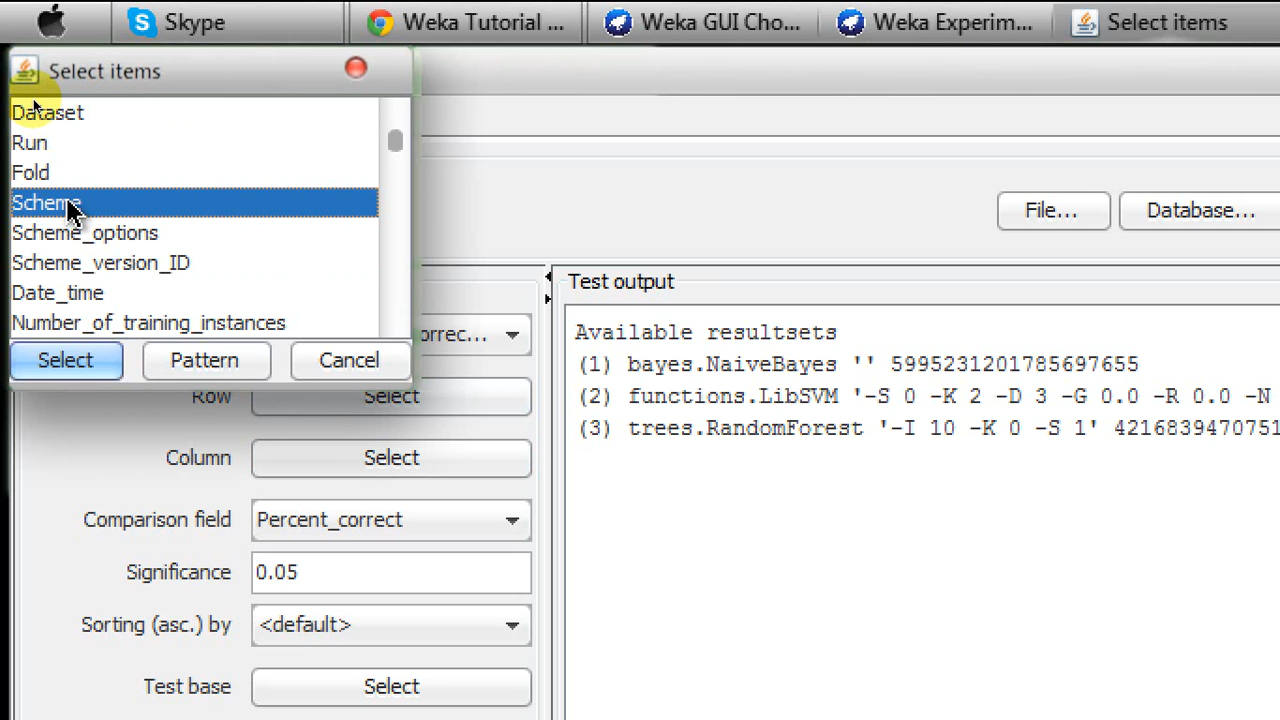 Skype
Weka Tutorial ...
Weka GUI Cho...
Weka Experim...
Select items
Select items
Dataset
Run
Fold
Scheme
Scheme_options
Scheme_version_ID
Date_time
Number_of_training_instances
Select
Pattern
Cancel
File...
Database...
orrec...
Row
Select
Column
Select
Comparison field
Percent_correct
Significance
0.05
Sorting (asc.) by
<default>
Test base
Select
Test output
Available resultsets
(1) bayes.NaiveBayes '' 5995231201785697655
(2) functions.LibSVM '-S 0 -K 2 -D 3 -G 0.0 -R 0.0 -N
(3) trees.RandomForest '-I 10 -K 0 -S 1' 4216839470751